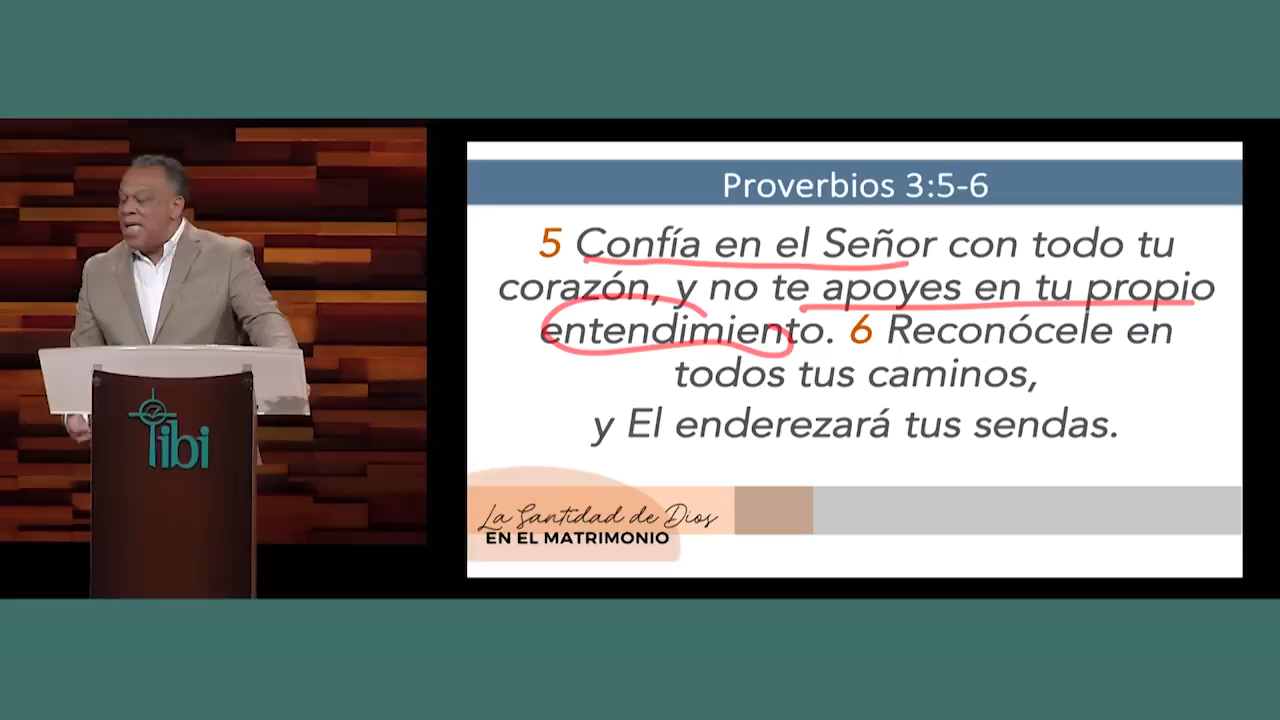 ibi
Proverbios 3:5-6
5 Confía en el Señor con todo tu
corazón, y no te apoyes en tu propio
entendimiento. 6 Reconócele en
todos tus caminos,
y El enderezará tus sendas.
La Santidad de Dios
EN EL MATRIMONIO